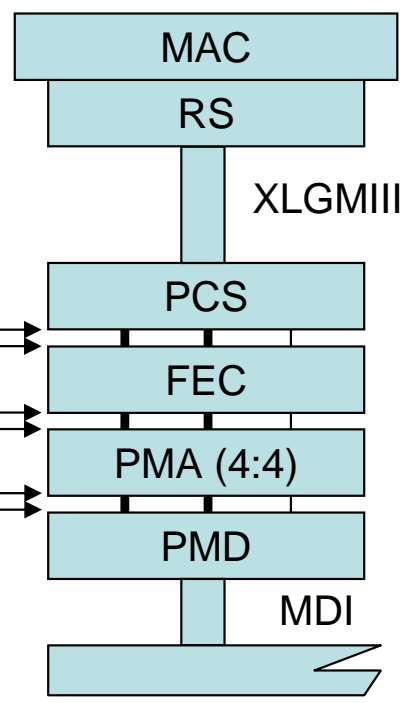 MAC
RS
XLGMIII
PCS
FEC
PMA (4:4)
PMD
MDI